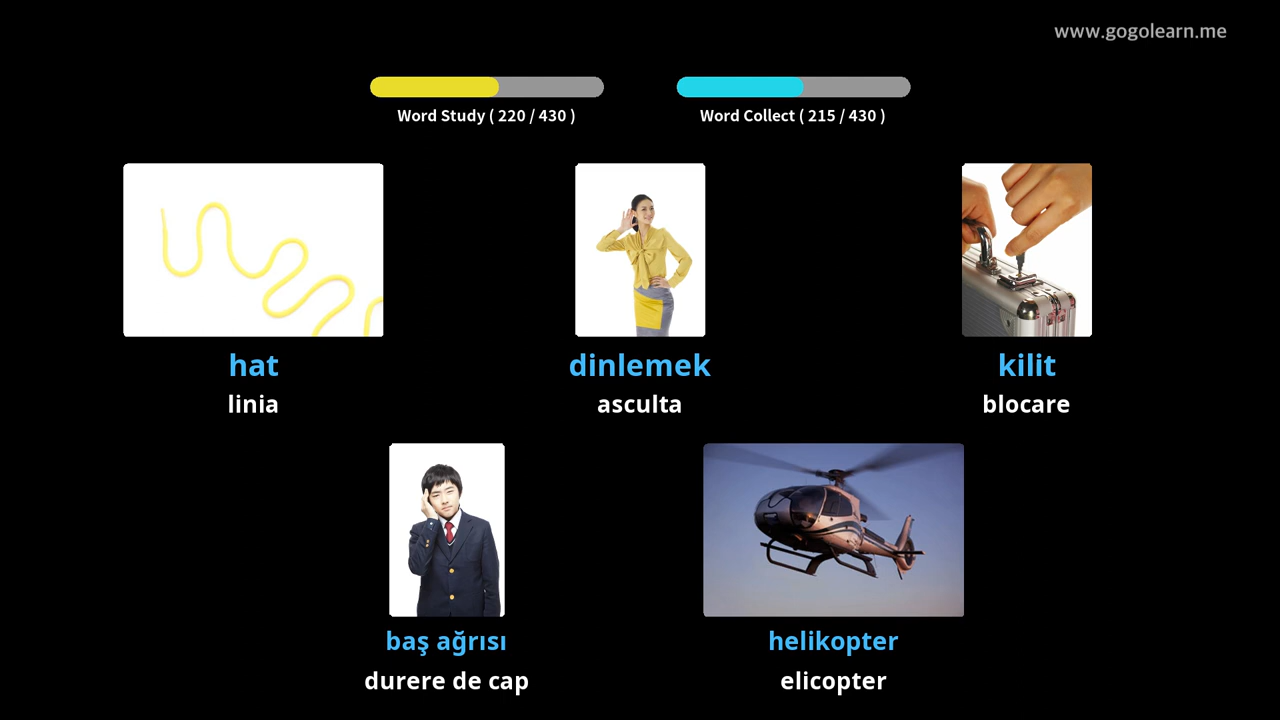 www.gogolearn.me
Word Study ( 220 / 430 )
Word Collect ( 215 / 430 )
hat
linia
dinlemek
asculta
kilit
blocare
baş ağrısı
durere de cap
helikopter
elicopter